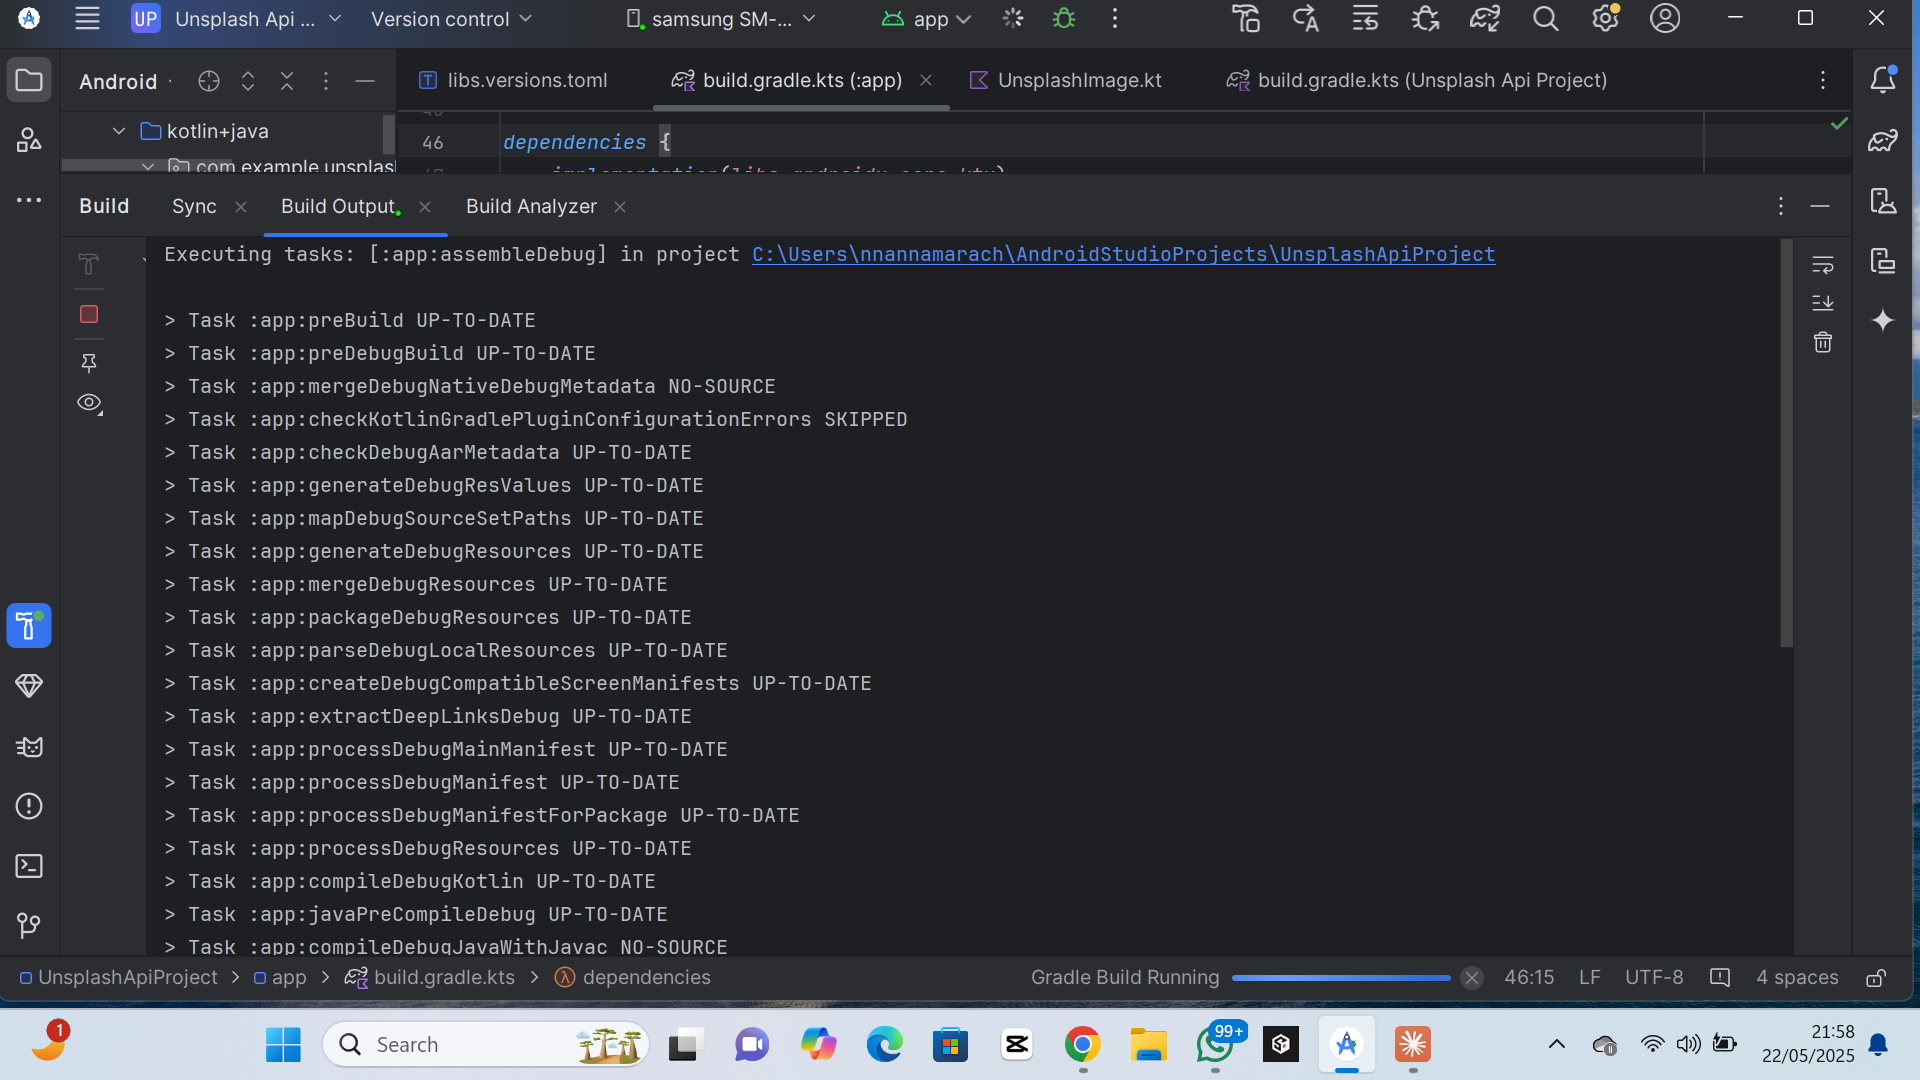 UP Unsplash Api ... Version control samsung SM-... app
Android
libs.versions.toml build.gradle.kts (:app) UnsplashImage.kt build.gradle.kts (Unsplash Api Project)
kotlin+java
com.example.unsplash
46 dependencies {
Build Sync Build Output Build Analyzer
Executing tasks: [:app:assembleDebug] in project C:\Users\nnannamarach\AndroidStudioProjects\UnsplashApiProject
> Task :app:preBuild UP-TO-DATE
> Task :app:preDebugBuild UP-TO-DATE
> Task :app:mergeDebugNativeDebugMetadata NO-SOURCE
> Task :app:checkKotlinGradlePluginConfigurationErrors SKIPPED
> Task :app:checkDebugAarMetadata UP-TO-DATE
> Task :app:generateDebugResValues UP-TO-DATE
> Task :app:mapDebugSourceSetPaths UP-TO-DATE
> Task :app:generateDebugResources UP-TO-DATE
> Task :app:mergeDebugResources UP-TO-DATE
> Task :app:packageDebugResources UP-TO-DATE
> Task :app:parseDebugLocalResources UP-TO-DATE
> Task :app:createDebugCompatibleScreenManifests UP-TO-DATE
> Task :app:extractDeepLinksDebug UP-TO-DATE
> Task :app:processDebugMainManifest UP-TO-DATE
> Task :app:processDebugManifest UP-TO-DATE
> Task :app:processDebugManifestForPackage UP-TO-DATE
> Task :app:processDebugResources UP-TO-DATE
> Task :app:compileDebugKotlin UP-TO-DATE
> Task :app:javaPreCompileDebug UP-TO-DATE
> Task :app:compileDebugJavaWithJavac NO-SOURCE
UnsplashApiProject > app > build.gradle.kts > dependencies Gradle Build Running 46:15 LF UTF-8 4 spaces
1 Search 99+ 21:58
22/05/2025